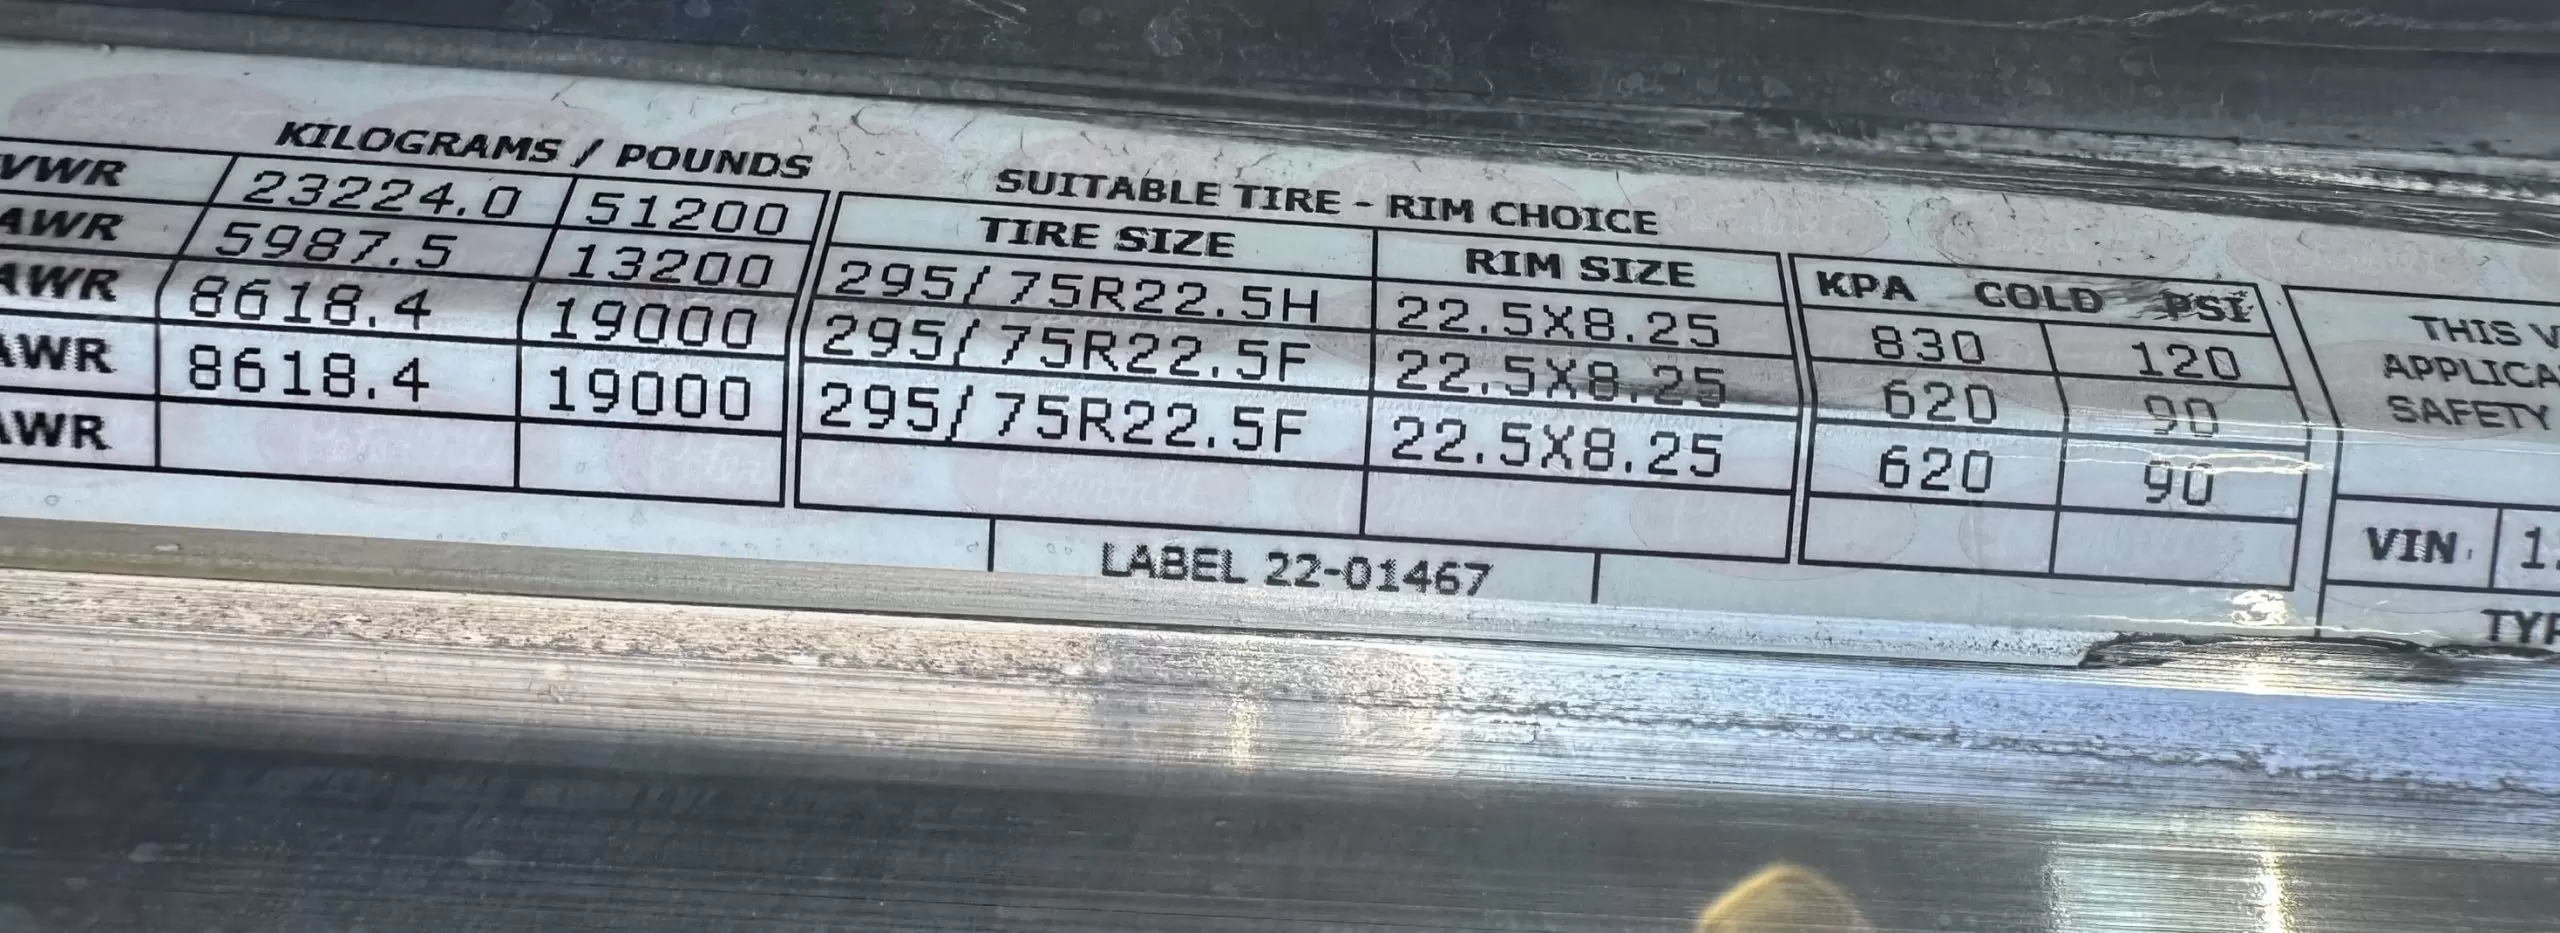 KILOGRAMS / POUNDS
VWR 23224.0 51200
AWR 5987.5 13200
AWR 8618.4 19000
AWR 8618.4 19000
AWR
SUITABLE TIRE - RIM CHOICE
TIRE SIZE RIM SIZE
295/75R22.5H 22.5X8.25
295/75R22.5F 22.5X8.25
295/75R22.5F 22.5X8.25
KPA COLD PSI
830 120
620 90
620 90
LABEL 22-01467
THIS V
APPLICA
SAFETY
VIN 1
TYP